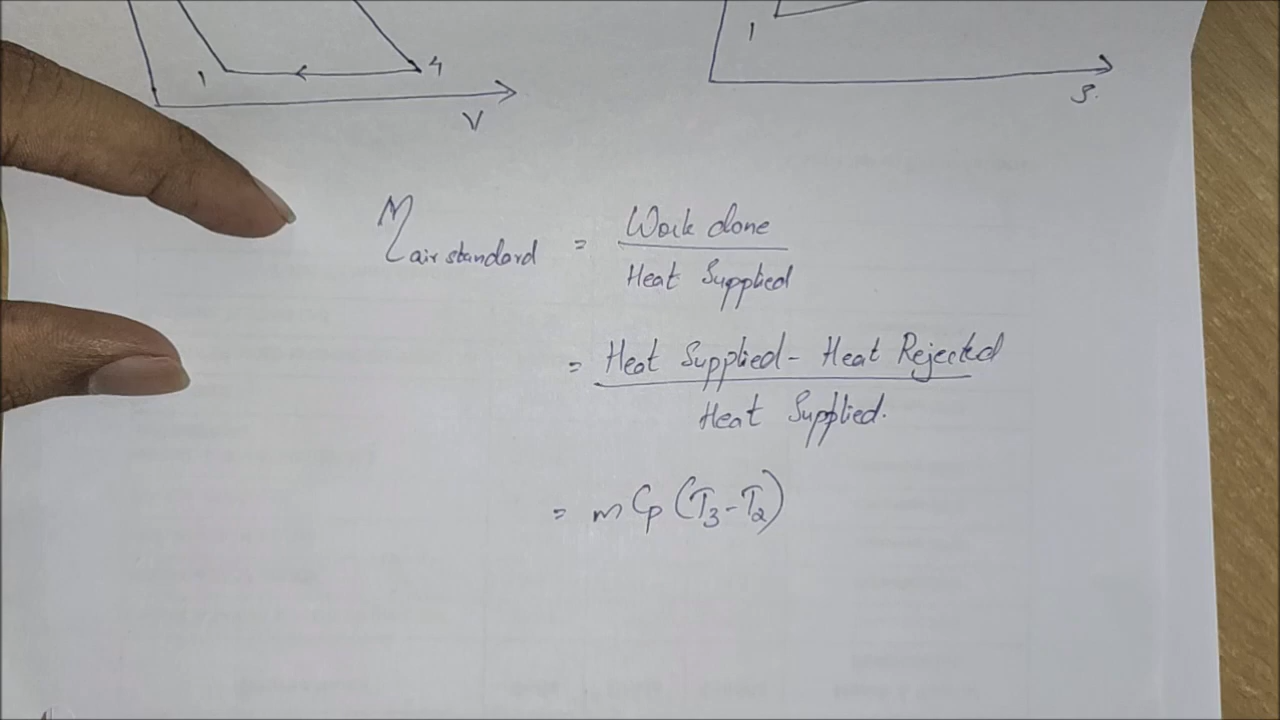 1
4
V
1
S.
η air standard = Work done
Heat Supplied
= Heat Supplied - Heat Rejected
Heat Supplied.
= m Cp (T3 - T2)